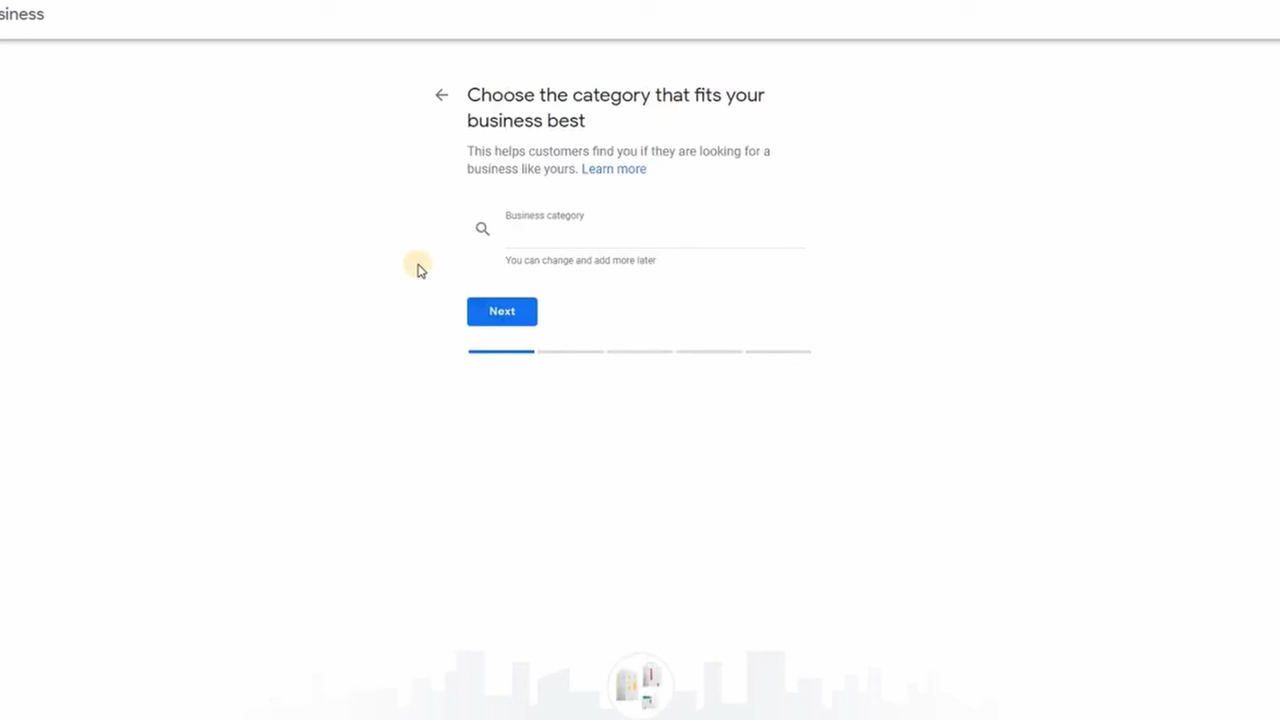 siness
Choose the category that fits your
business best
This helps customers find you if they are looking for a
business like yours. Learn more
Business category
You can change and add more later
Next